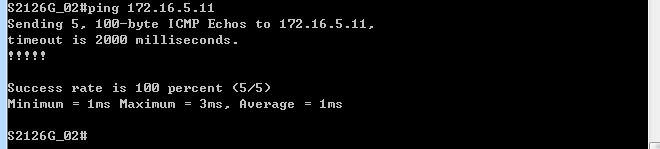 S2126G_02#ping 172.16.5.11
Sending 5, 100-byte ICMP Echos to 172.16.5.11,
timeout is 2000 milliseconds.
!!!!!
Success rate is 100 percent (5/5)
Minimum = 1ms Maximum = 3ms, Average = 1ms
S2126G_02#